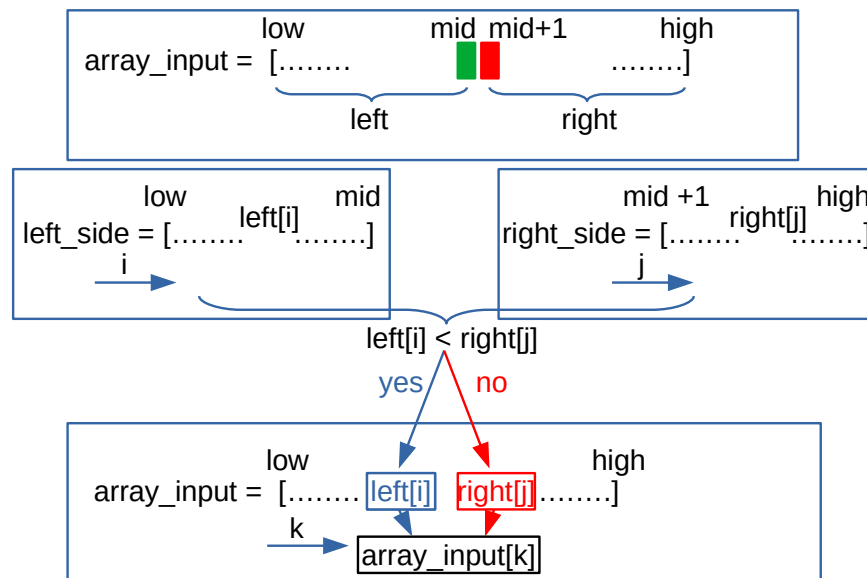 low mid mid+1 high
array_input = [........ ........]
left right
low mid
left_side = [........ left[i] ........]
i
mid +1 high
right_side = [........ right[j] ........]
j
left[i] < right[j]
yes no
low high
array_input = [........ left[i] right[j] ........]
k
array_input[k]